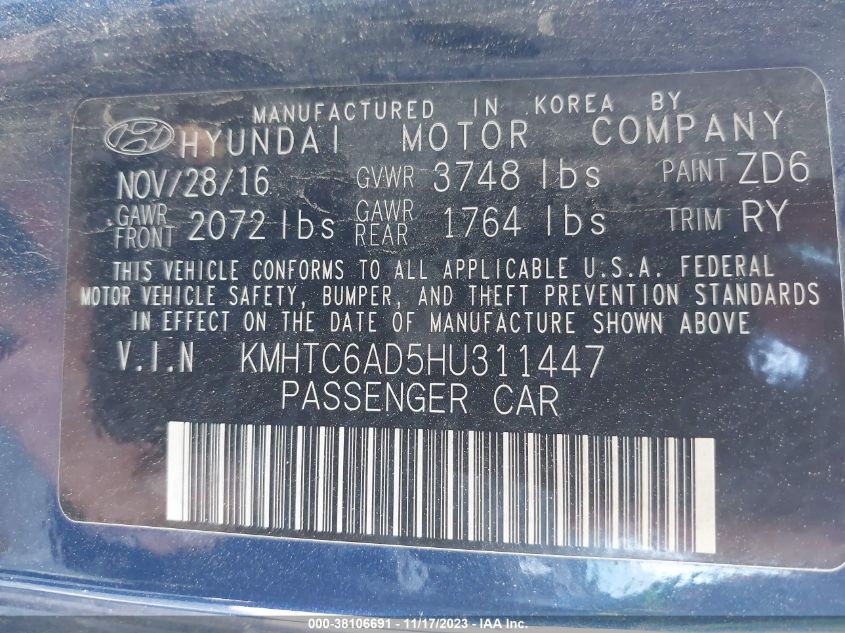 MANUFACTURED IN KOREA BY
HYUNDAI MOTOR COMPANY
NOV/28/16 GVWR 3748 lbs PAINT ZD6
GAWR FRONT 2072 lbs GAWR REAR 1764 lbs TRIM RY
THIS VEHICLE CONFORMS TO ALL APPLICABLE U.S.A. FEDERAL
MOTOR VEHICLE SAFETY, BUMPER, AND THEFT PREVENTION STANDARDS
IN EFFECT ON THE DATE OF MANUFACTURE SHOWN ABOVE
V.I.N KMHTC6AD5HU311447
PASSENGER CAR
000-38106691 - 11/17/2023 - IAA Inc.